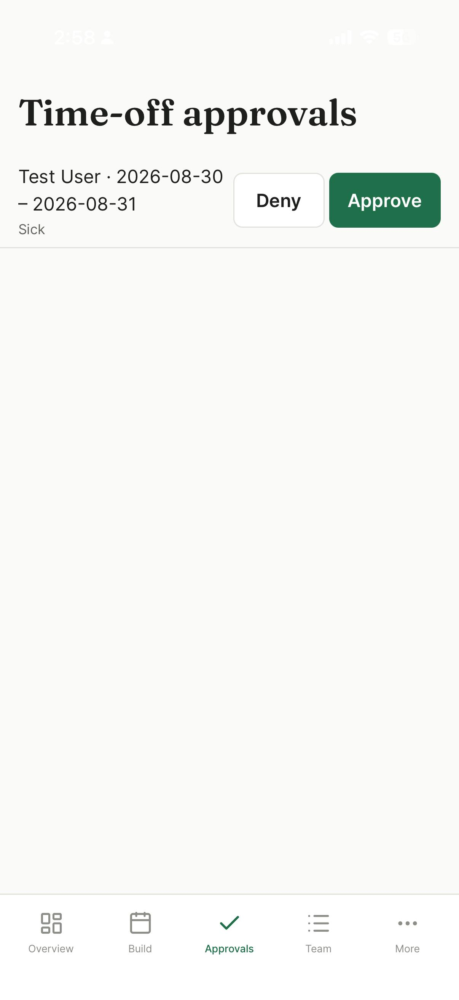 2:58
Time-off approvals
Test User · 2026-08-30
– 2026-08-31
Sick
Deny
Approve
Overview
Build
Approvals
Team
More